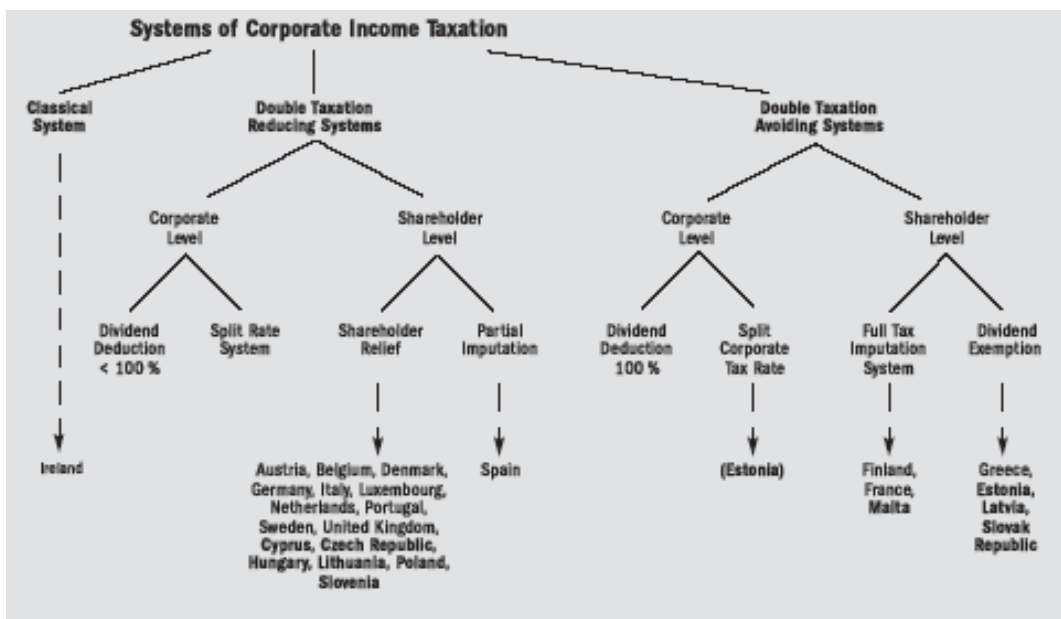 Systems of Corporate Income Taxation
Classical
System
Double Taxation
Reducing Systems
Double Taxation
Avoiding Systems
Corporate
Level
Shareholder
Level
Corporate
Level
Shareholder
Level
Dividend
Deduction
< 100 %
Split Rate
System
Shareholder
Relief
Partial
Imputation
Dividend
Deduction
100 %
Split
Corporate
Tax Rate
Full Tax
Imputation
System
Dividend
Exemption
Ireland
Austria, Belgium, Denmark,
Germany, Italy, Luxembourg,
Netherlands, Portugal,
Sweden, United Kingdom,
Cyprus, Czech Republic,
Hungary, Lithuania, Poland,
Slovenia
Spain
(Estonia)
Finland,
France,
Malta
Greece,
Estonia,
Latvia,
Slovak
Republic